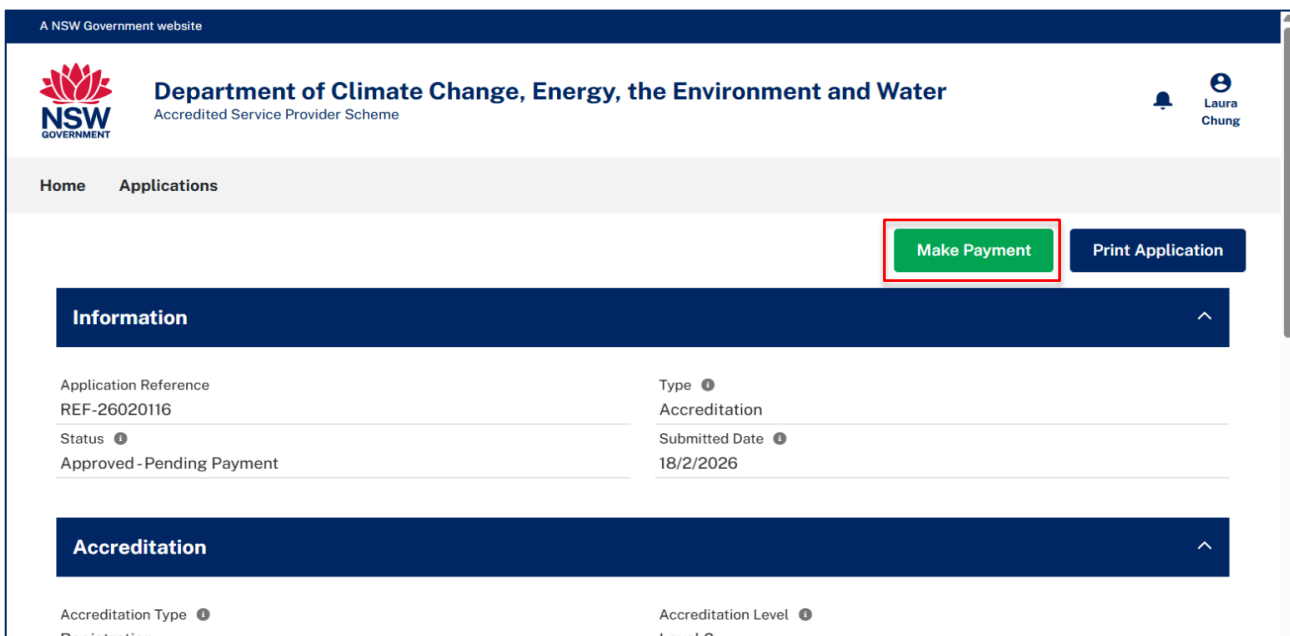 A NSW Government website
Department of Climate Change, Energy, the Environment and Water
Accredited Service Provider Scheme
NSW
GOVERNMENT
Laura
Chung
Home Applications
Make Payment Print Application
Information
Application Reference Type
REF-26020116 Accreditation
Status Submitted Date
Approved - Pending Payment 18/2/2026
Accreditation
Accreditation Type Accreditation Level